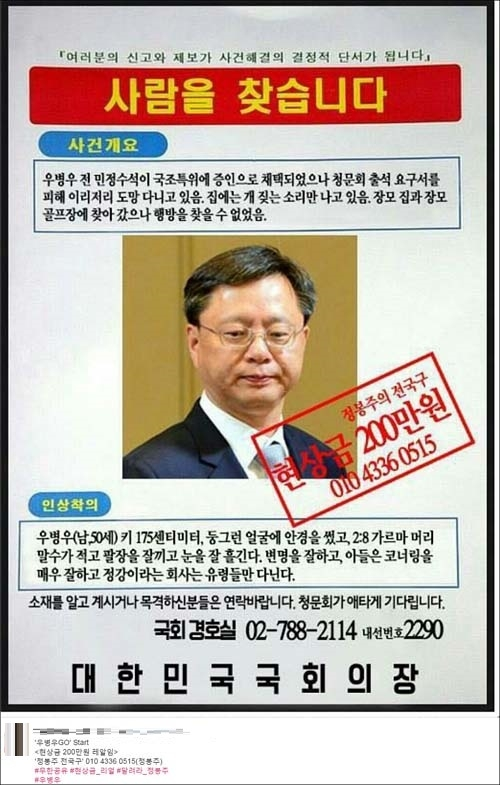 『여러분의 신고와 제보가 사건해결의 결정적 단서가 됩니다』
사람을 찾습니다
사건개요
우병우 전 민정수석이 국조특위에 증인으로 채택되었으나 청문회 출석 요구서를
피해 이리저리 도망 다니고 있음. 집에는 개 짖는 소리만 나고 있음. 장모 집과 장모
골프장에 찾아 갔으나 행방을 찾을 수 없었음.
정봉주의 전국구
현상금 200만원
010 4336 0515
인상착의
우병우(남,50세) 키 175센티미터, 둥그런 얼굴에 안경을 썼고, 2:8 가르마 머리
말수가 적고 팔장을 잘끼고 눈을 잘 흘긴다. 변명을 잘하고, 아들은 코너링을
매우 잘하고 정강이라는 회사는 유령들만 다닌다.
소재를 알고 계시거나 목격하신분들은 연락바랍니다. 청문회가 애타게 기다립니다.
국회 경호실 02-788-2114 내선번호2290
대한민국국회의장
'우병우GO' Start
<현상금 200만원 레알임>
'정봉주 전국구' 010 4336 0515(정봉주)
#무한공유 #현상금_리얼 #달려라_정봉주
#우병우